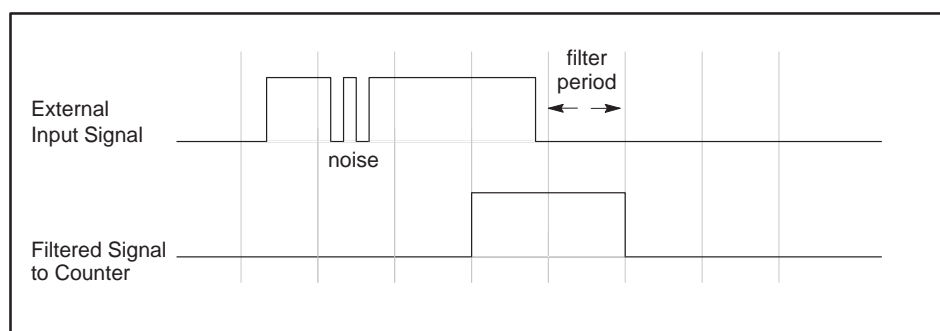 filter
period
External
Input Signal
noise
Filtered Signal
to Counter